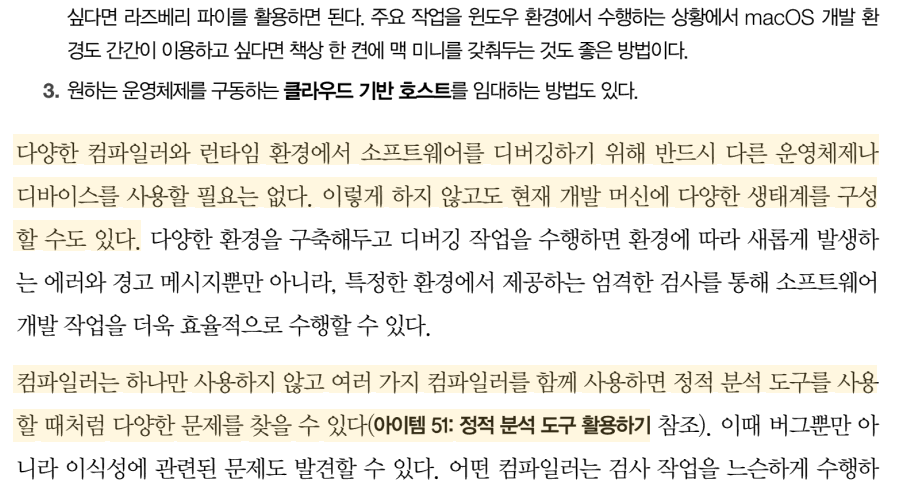 싶다면 라즈베리 파이를 활용하면 된다. 주요 작업을 윈도우 환경에서 수행하는 상황에서 macOS 개발 환
경도 간간이 이용하고 싶다면 책상 한 켠에 맥 미니를 갖춰두는 것도 좋은 방법이다.
3. 원하는 운영체제를 구동하는 클라우드 기반 호스트를 임대하는 방법도 있다.
다양한 컴파일러와 런타임 환경에서 소프트웨어를 디버깅하기 위해 반드시 다른 운영체제나
디바이스를 사용할 필요는 없다. 이렇게 하지 않고도 현재 개발 머신에 다양한 생태계를 구성
할 수도 있다. 다양한 환경을 구축해두고 디버깅 작업을 수행하면 환경에 따라 새롭게 발생하
는 에러와 경고 메시지뿐만 아니라, 특정한 환경에서 제공하는 엄격한 검사를 통해 소프트웨어
개발 작업을 더욱 효율적으로 수행할 수 있다.
컴파일러는 하나만 사용하지 않고 여러 가지 컴파일러를 함께 사용하면 정적 분석 도구를 사용
할 때처럼 다양한 문제를 찾을 수 있다(아이템 51: 정적 분석 도구 활용하기 참조). 이때 버그뿐만 아
니라 이식성에 관련된 문제도 발견할 수 있다. 어떤 컴파일러는 검사 작업을 느슨하게 수행하